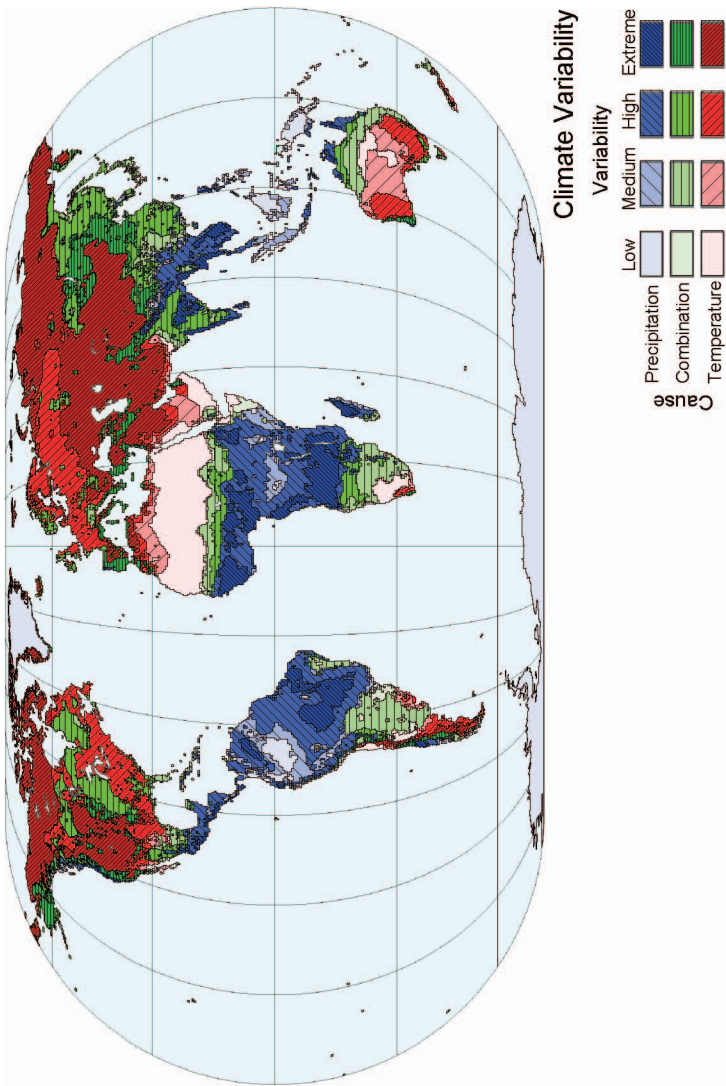 Climate Variability
Variability
Low Medium High Extreme
Cause
Precipitation
Combination
Temperature